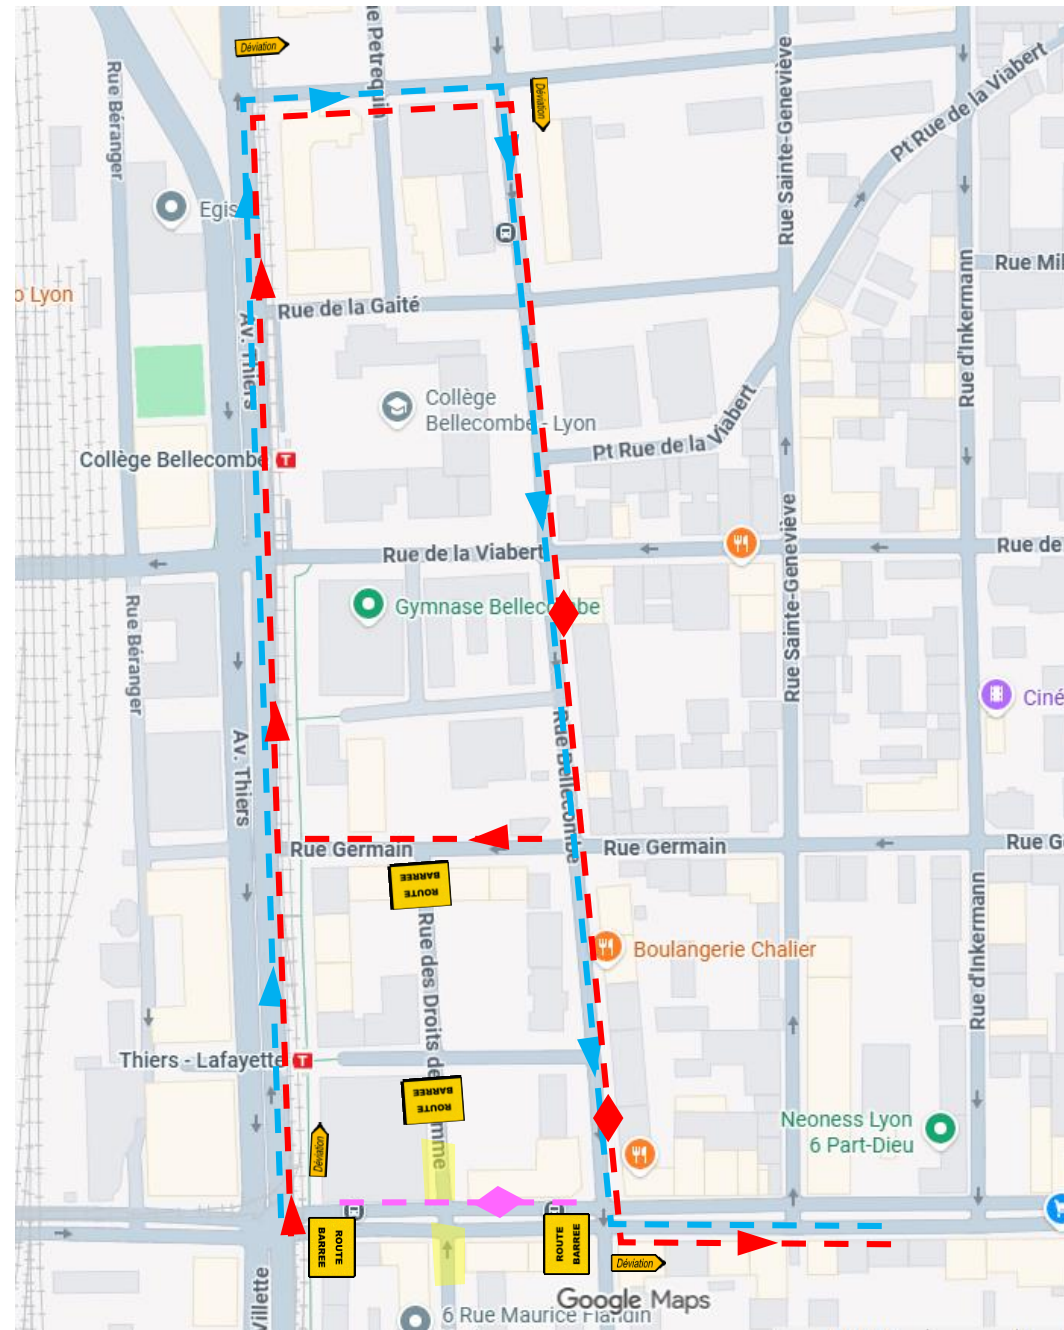 Déviation
Rue Béranger
ue Petrequin
Déviation
Rue Sainte-Geneviève
Pt Rue de la Viabert
Egis
o Lyon
Rue de la Gaité
Av. Thiers
Rue d'Inkermann
Rue Mil
Collège
Bellecombe - Lyon
Pt Rue de la Viabert
Collège Bellecombe
T
Rue de la Viabert
Rue Sainte-Geneviève
Rue de
Rue Béranger
Gymnase Bellecombe
Ciné
Av. Thiers
Rue Bellecombe
Rue Germain
Rue Germain
Rue G
ROUTE
BARREE
Rue des Droits de
mme
Boulangerie Chalier
Rue d'Inkermann
Thiers - Lafayette
T
ROUTE
BARREE
Neoness Lyon
6 Part-Dieu
Déviation
ROUTE
BARREE
ROUTE
BARREE
Déviation
Villette
Google Maps
6 Rue Maurice Flandin